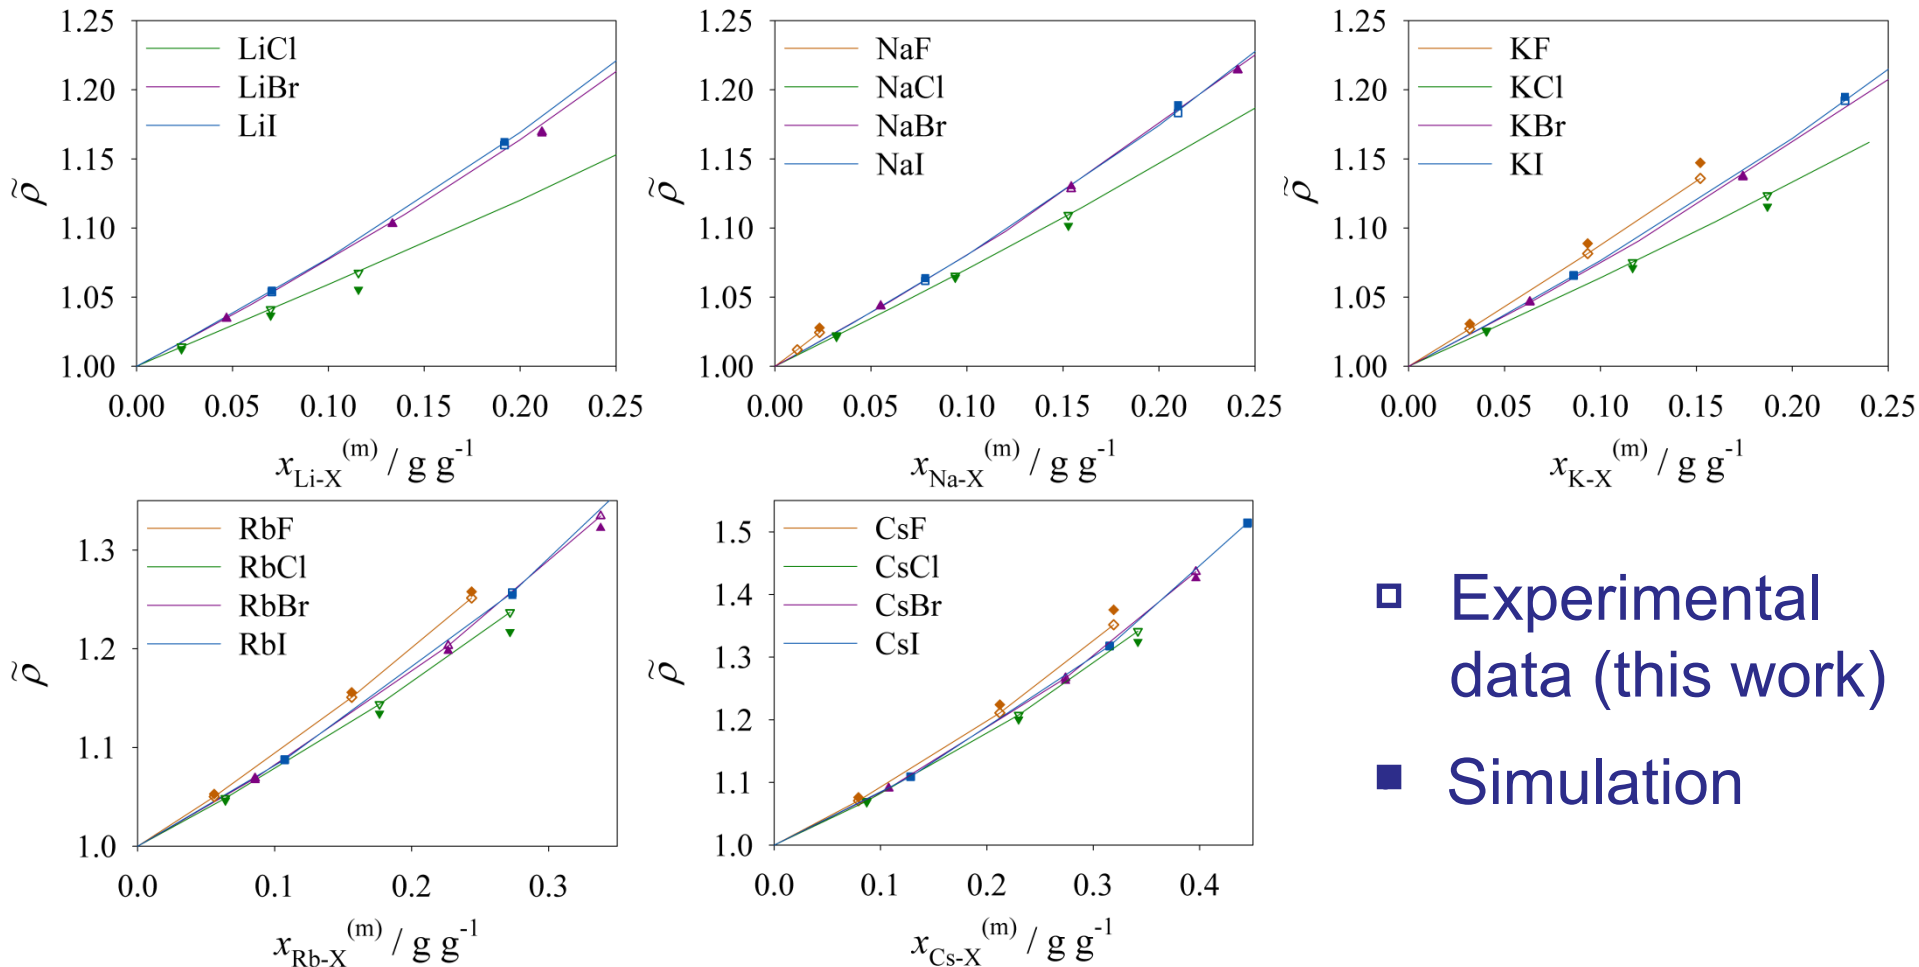 1.25
1.20
1.15
1.10
1.05
1.00
LiCl
LiBr
LiI
ρ̃
0.00 0.05 0.10 0.15 0.20 0.25
x_Li-X^(m) / g g^-1
1.25
1.20
1.15
1.10
1.05
1.00
NaF
NaCl
NaBr
NaI
ρ̃
0.00 0.05 0.10 0.15 0.20 0.25
x_Na-X^(m) / g g^-1
1.25
1.20
1.15
1.10
1.05
1.00
KF
KCl
KBr
KI
ρ̃
0.00 0.05 0.10 0.15 0.20 0.25
x_K-X^(m) / g g^-1
1.3
1.2
1.1
1.0
RbF
RbCl
RbBr
RbI
ρ̃
0.0 0.1 0.2 0.3
x_Rb-X^(m) / g g^-1
1.5
1.4
1.3
1.2
1.1
1.0
CsF
CsCl
CsBr
CsI
ρ̃
0.0 0.1 0.2 0.3 0.4
x_Cs-X^(m) / g g^-1
Experimental
data (this work)
Simulation